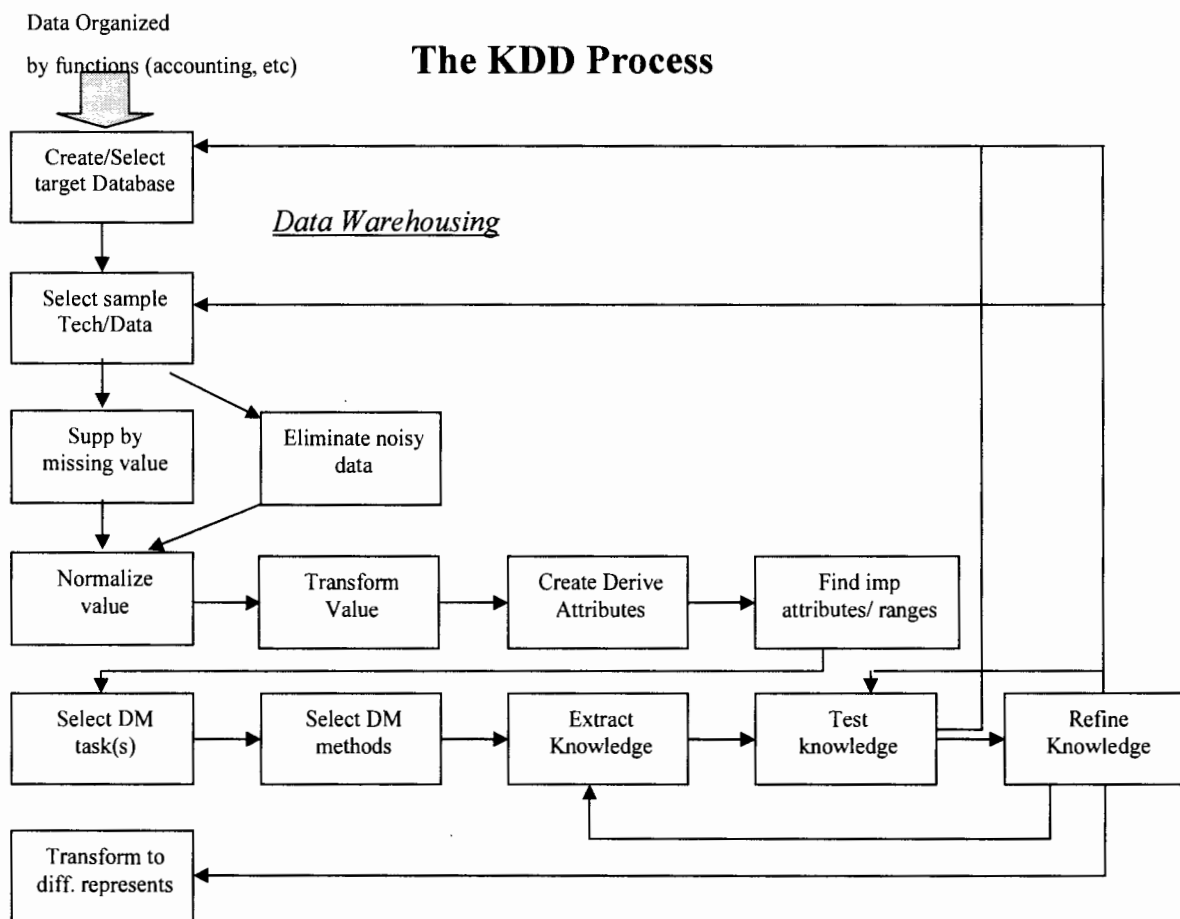 Data Organized
by functions (accounting, etc)
The KDD Process
Create/Select
target Database
Data Warehousing
Select sample
Tech/Data
Supp by
missing value
Eliminate noisy
data
Normalize
value
Transform
Value
Create Derive
Attributes
Find imp
attributes/ ranges
Select DM
task(s)
Select DM
methods
Extract
Knowledge
Test
knowledge
Refine
Knowledge
Transform to
diff. represents